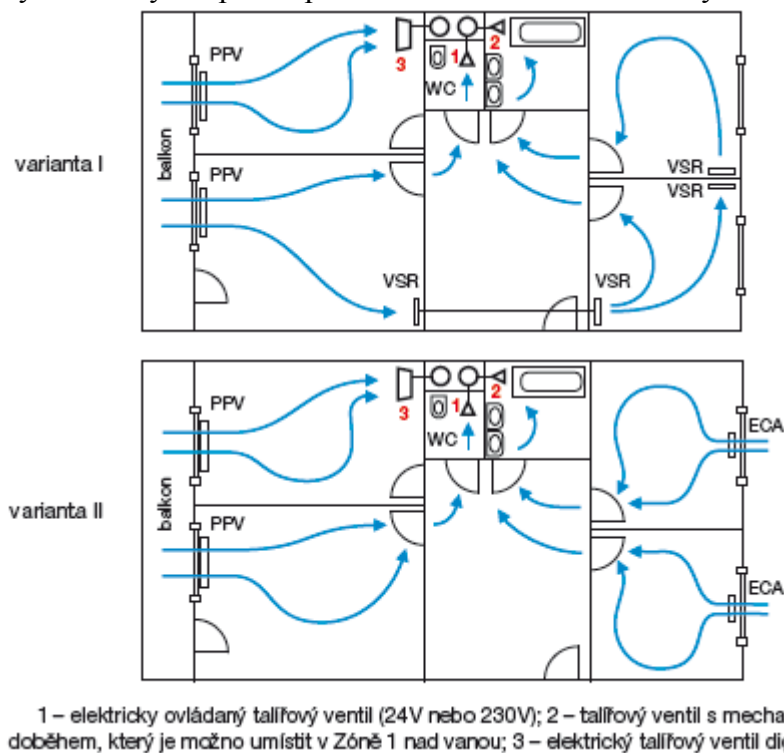 PPV
3
1
2
WC
balkon
varianta I
PPV
VSR
VSR
VSR
VSR
PPV
3
1
2
WC
ECA
balkon
varianta II
PPV
ECA
1 – elektricky ovládaný talířový ventil (24V nebo 230V); 2 – talířový ventil s mecha
doběhem, který je možno umístit v Zóně 1 nad vanou; 3 – elektrický talířový ventil